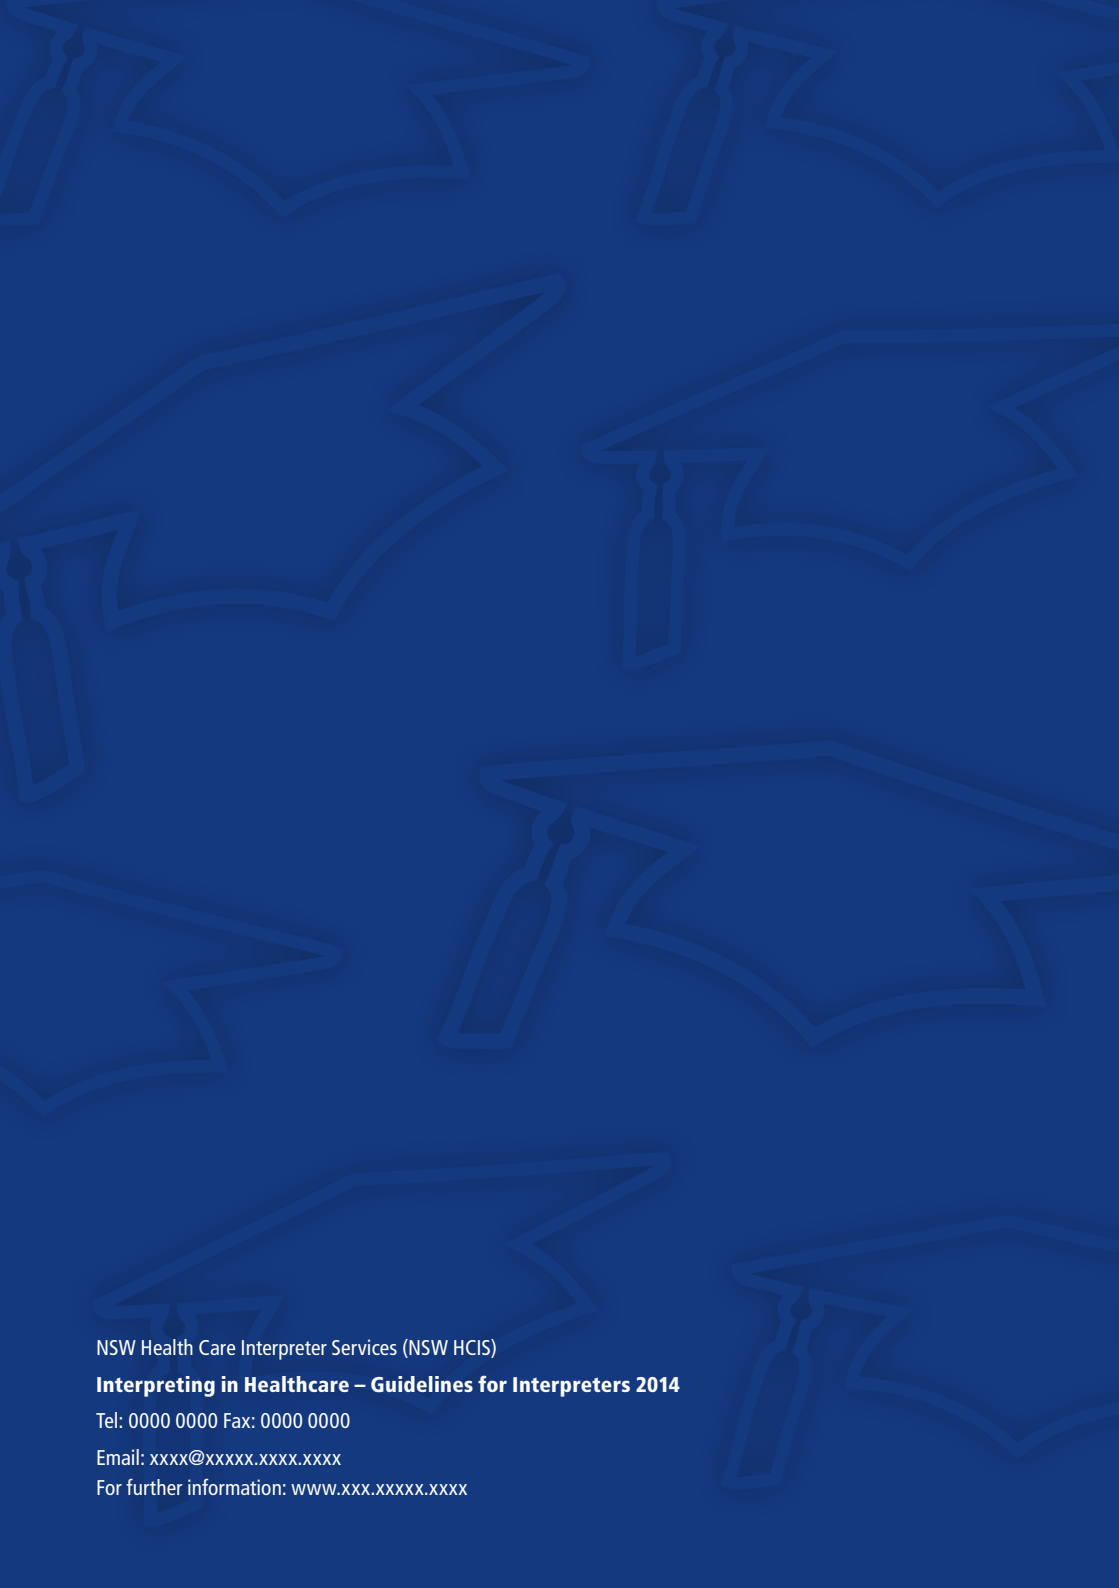 NSW Health Care Interpreter Services (NSW HCIS)
Interpreting in Healthcare – Guidelines for Interpreters 2014
Tel: 0000 0000 Fax: 0000 0000
Email: xxxx@xxxxx.xxxx.xxxx
For further information: www.xxx.xxxxx.xxxx